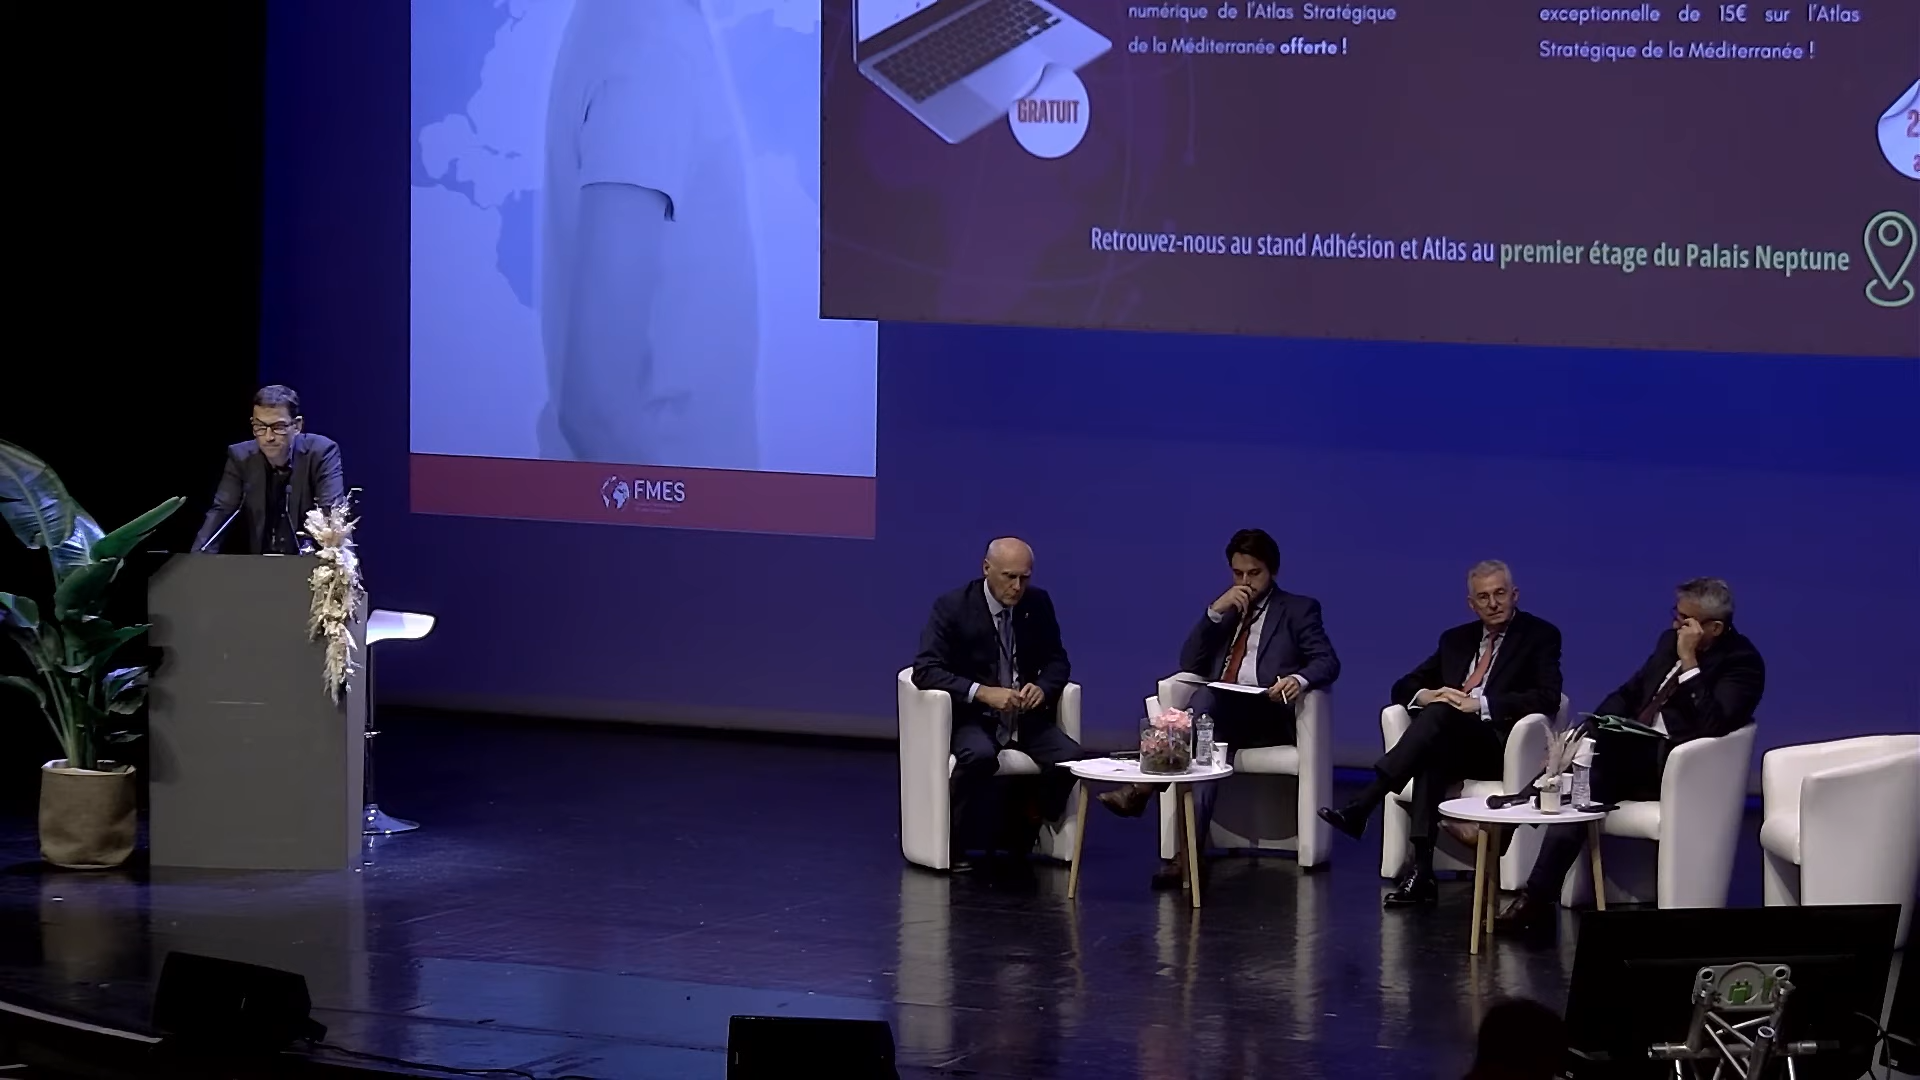 numérique de l'Atlas Stratégique
de la Méditerranée offerte !
exceptionnelle de 15€ sur l'Atlas
Stratégique de la Méditerranée !
GRATUIT
Retrouvez-nous au stand Adhésion et Atlas au premier étage du Palais Neptune
FMES